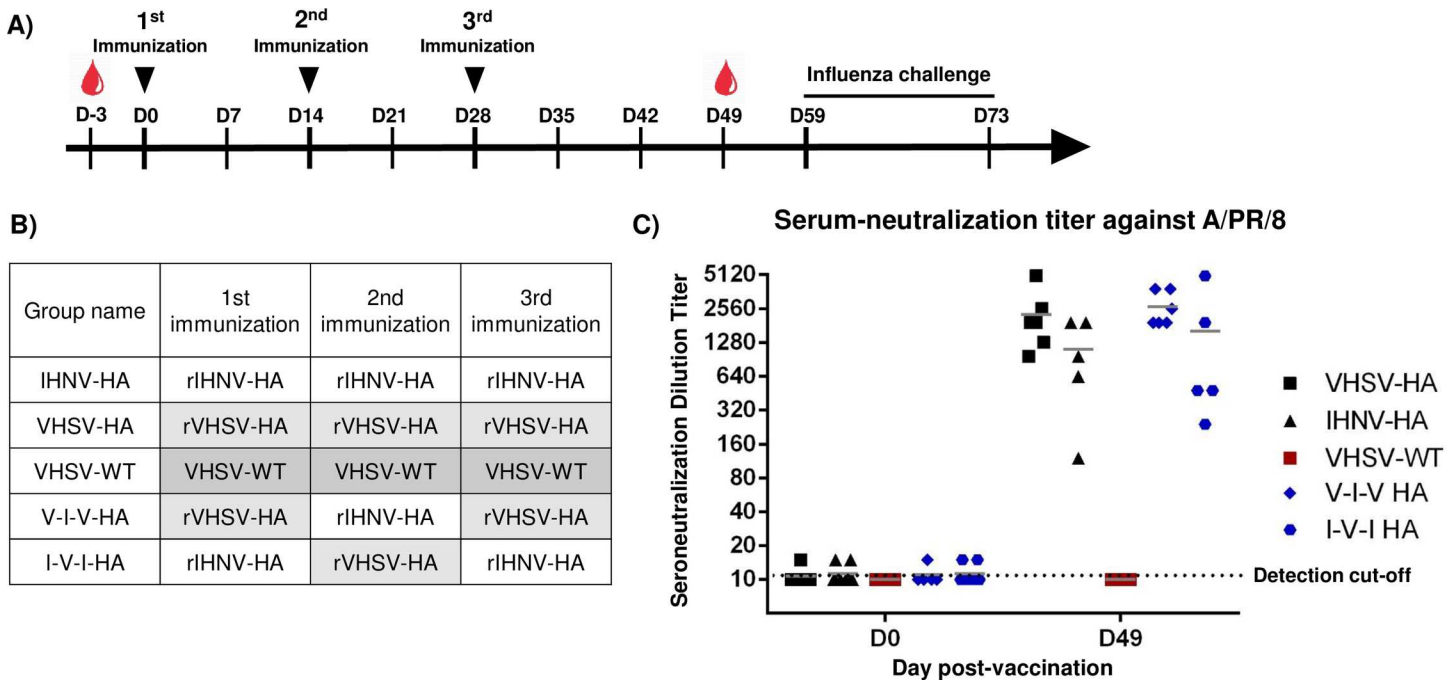 A)
1st Immunization
2nd Immunization
3rd Immunization
Influenza challenge
D-3 D0 D7 D14 D21 D28 D35 D42 D49 D59 D73
B)
Group name 1st immunization 2nd immunization 3rd immunization
IHNV-HA rIHNV-HA rIHNV-HA rIHNV-HA
VHSV-HA rVHSV-HA rVHSV-HA rVHSV-HA
VHSV-WT VHSV-WT VHSV-WT VHSV-WT
V-I-V-HA rVHSV-HA rIHNV-HA rVHSV-HA
I-V-I-HA rIHNV-HA rVHSV-HA rIHNV-HA
C)
Serum-neutralization titer against A/PR/8
Seroneutralization Dilution Titer
5120
2560
1280
640
320
160
80
40
20
10
VHSV-HA
IHNV-HA
VHSV-WT
V-I-V HA
I-V-I HA
Detection cut-off
D0 D49
Day post-vaccination